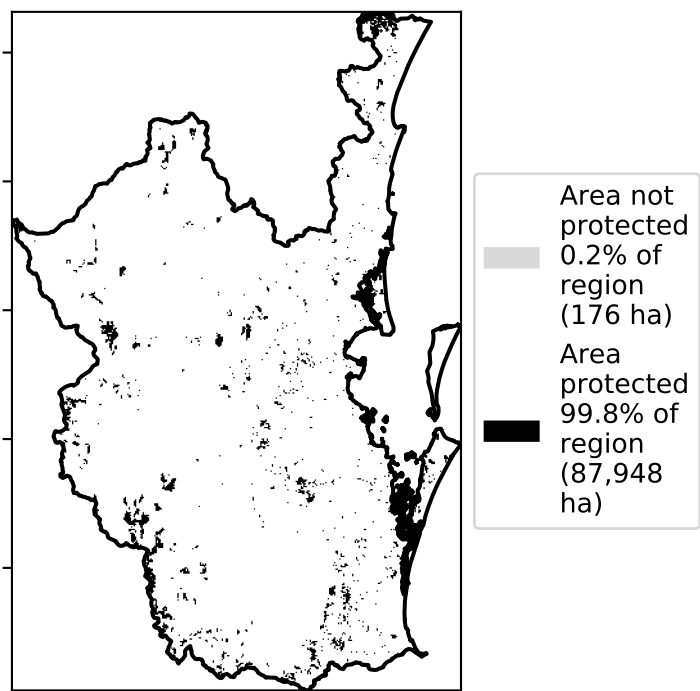 Area not
protected
0.2% of
region
(176 ha)
Area
protected
99.8% of
region
(87,948
ha)